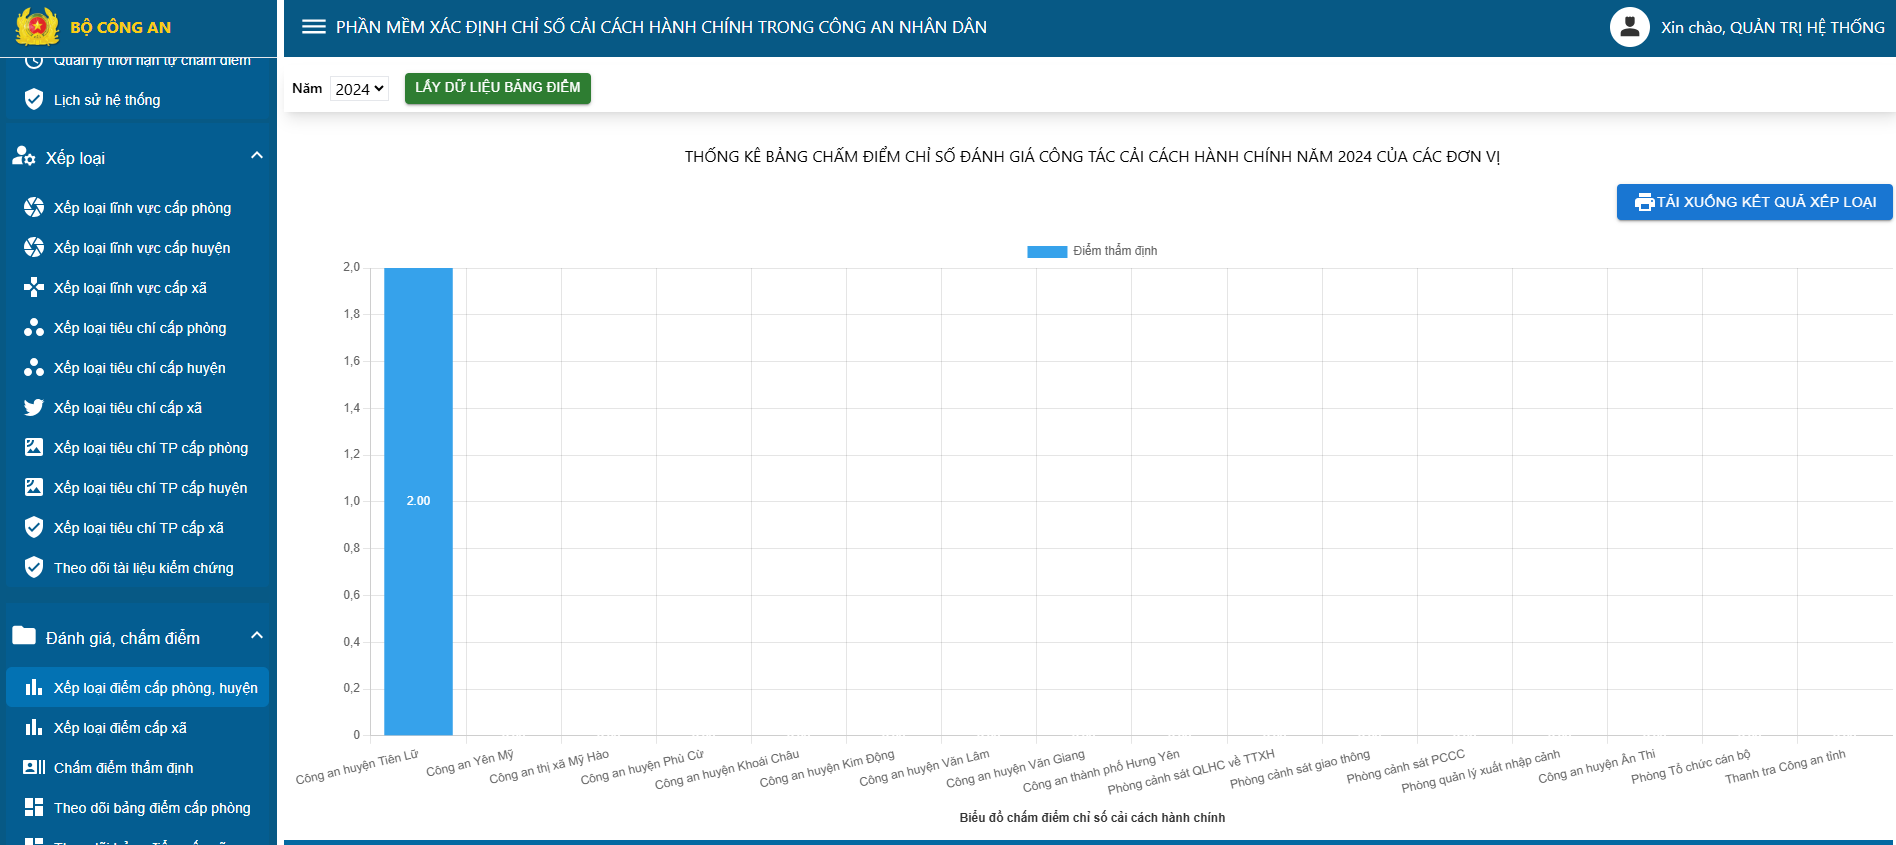 BỘ CÔNG AN
Quản lý thời hạn tự chấm điểm
Lịch sử hệ thống
Xếp loại
Xếp loại lĩnh vực cấp phòng
Xếp loại lĩnh vực cấp huyện
Xếp loại lĩnh vực cấp xã
Xếp loại tiêu chí cấp phòng
Xếp loại tiêu chí cấp huyện
Xếp loại tiêu chí cấp xã
Xếp loại tiêu chí TP cấp phòng
Xếp loại tiêu chí TP cấp huyện
Xếp loại tiêu chí TP cấp xã
Theo dõi tài liệu kiểm chứng
Đánh giá, chấm điểm
Xếp loại điểm cấp phòng, huyện
Xếp loại điểm cấp xã
Chấm điểm thẩm định
Theo dõi bảng điểm cấp phòng
PHẦN MỀM XÁC ĐỊNH CHỈ SỐ CẢI CÁCH HÀNH CHÍNH TRONG CÔNG AN NHÂN DÂN
Xin chào, QUẢN TRỊ HỆ THỐNG
Năm 2024 LẤY DỮ LIỆU BẢNG ĐIỂM
THỐNG KÊ BẢNG CHẤM ĐIỂM CHỈ SỐ ĐÁNH GIÁ CÔNG TÁC CẢI CÁCH HÀNH CHÍNH NĂM 2024 CỦA CÁC ĐƠN VỊ
TẢI XUỐNG KẾT QUẢ XẾP LOẠI
Điểm thẩm định
2,0
1,8
1,6
1,4
1,2
1,0
0,8
0,6
0,4
0,2
0
2.00
Công an huyện Tiên Lữ
Công an Yên Mỹ
Công an thị xã Mỹ Hào
Công an huyện Phù Cừ
Công an huyện Khoái Châu
Công an huyện Kim Động
Công an huyện Văn Lâm
Công an huyện Văn Giang
Công an thành phố Hưng Yên
Phòng cảnh sát QLHC về TTXH
Phòng cảnh sát giao thông
Phòng cảnh sát PCCC
Phòng quản lý xuất nhập cảnh
Công an huyện Ân Thi
Phòng Tổ chức cán bộ
Thanh tra Công an tỉnh
Biểu đồ chấm điểm chỉ số cải cách hành chính